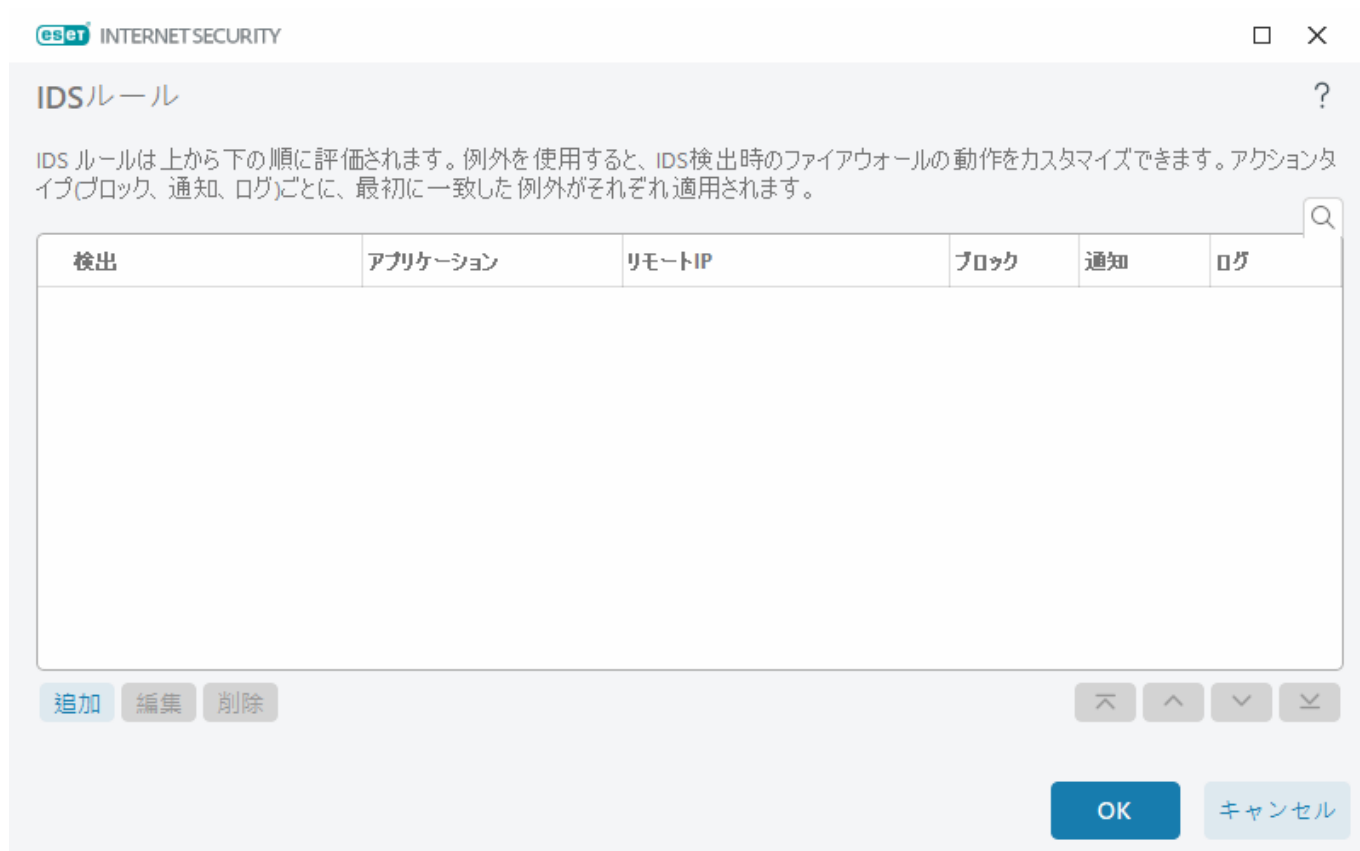 eset INTERNET SECURITY
IDSルール
?
IDS ルールは上から下の順に評価されます。例外を使用すると、IDS検出時のファイアウォールの動作をカスタマイズできます。アクションタ
イプ(ブロック、通知、ログ)ごとに、最初に一致した例外がそれぞれ適用されます。
検出 アプリケーション リモートIP ブロック 通知 ログ
追加 編集 削除
OK キャンセル